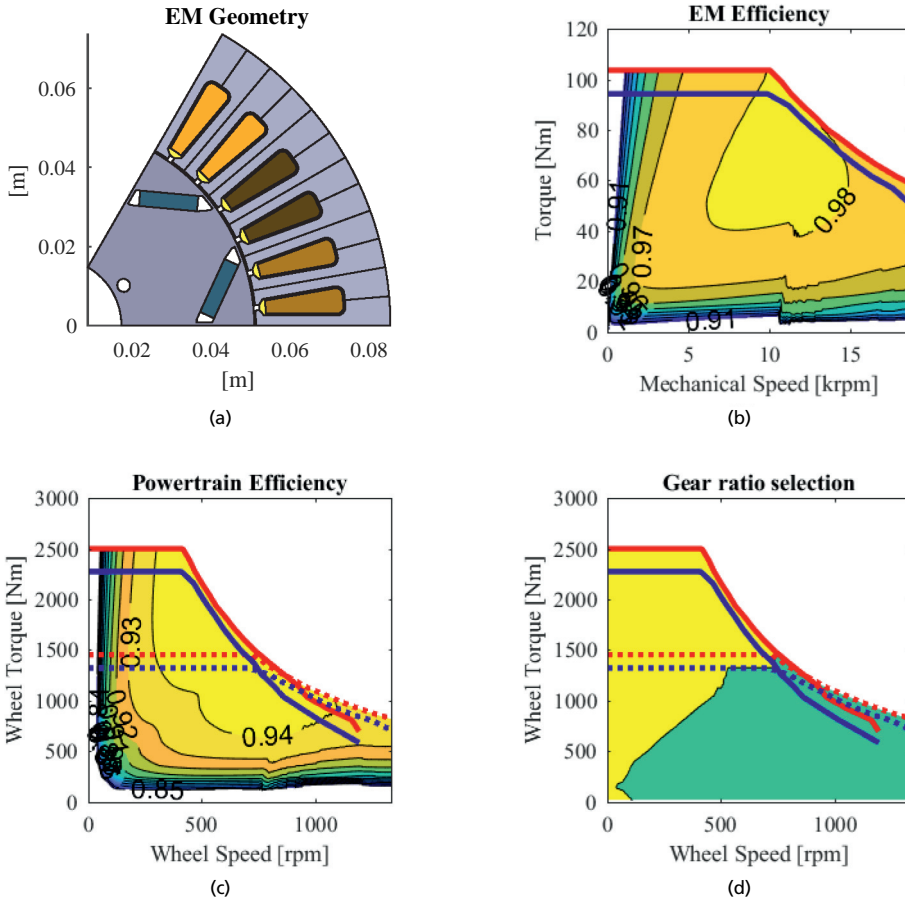 EM Geometry
0.06
0.04
0.02
0
[m]
0.02 0.04 0.06 0.08
[m]
(a)
EM Efficiency
120
100
80
60
40
20
0
Torque [Nm]
0.91
0.97
0.98
0.91
0 5 10 15
Mechanical Speed [krpm]
(b)
Powertrain Efficiency
3000
2500
2000
1500
1000
500
0
Wheel Torque [Nm]
0.93
0.94
0.85
0 500 1000
Wheel Speed [rpm]
(c)
Gear ratio selection
3000
2500
2000
1500
1000
500
0
Wheel Torque [Nm]
0 500 1000
Wheel Speed [rpm]
(d)